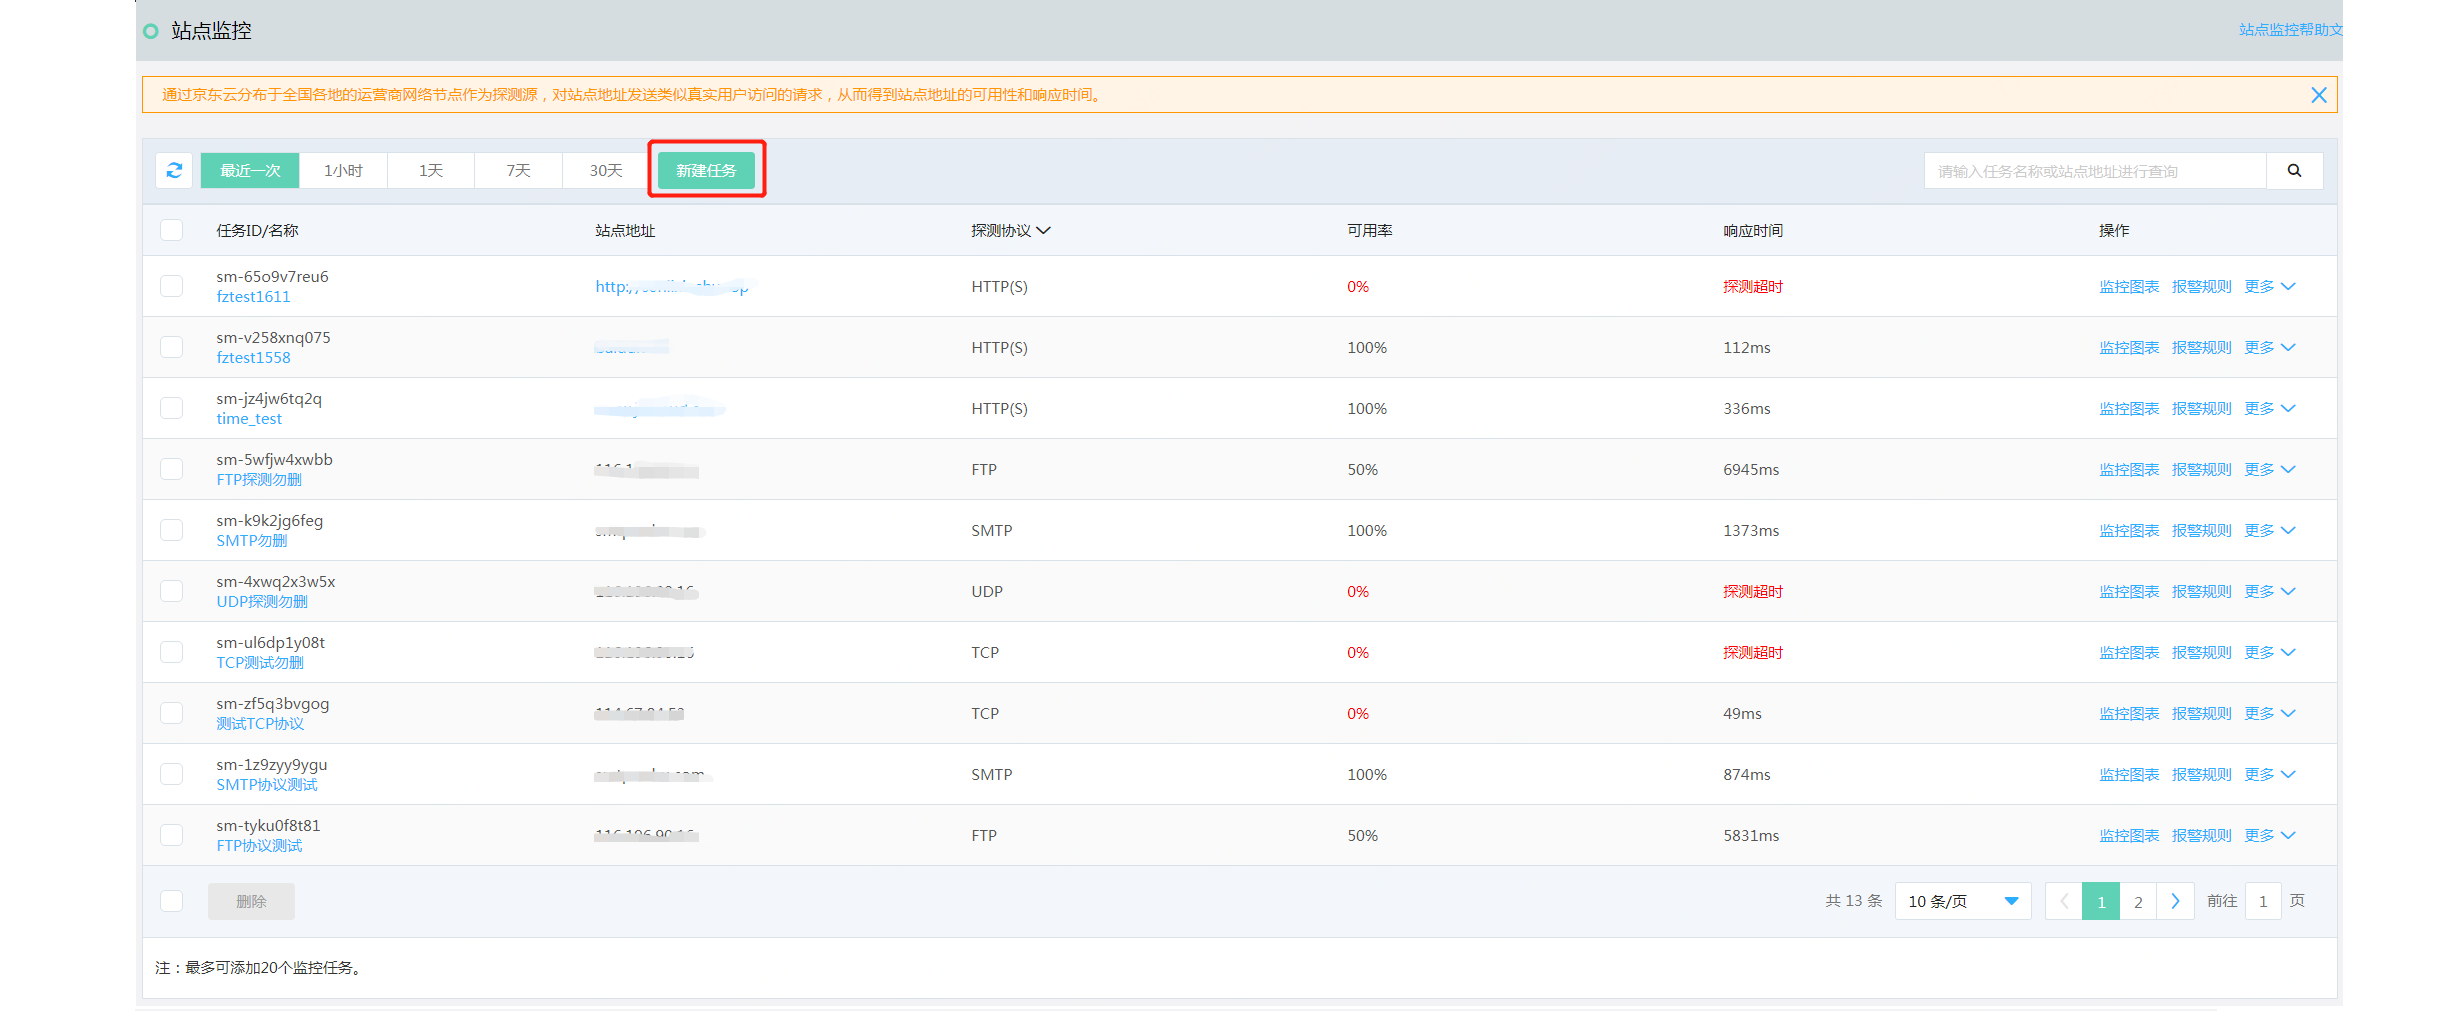 站点监控
站点监控帮助文
通过京东云分布于全国各地的运营商网络节点作为探测源，对站点地址发送类似真实用户访问的请求，从而得到站点地址的可用性和响应时间。
最近一次 1小时 1天 7天 30天 新建任务 请输入任务名称或站点地址进行查询
任务ID/名称 站点地址 探测协议 可用率 响应时间 操作
sm-65o9v7reu6
fztest1611
http:/ HTTP(S) 0% 探测超时 监控图表 报警规则 更多
sm-v258xnq075
fztest1558
HTTP(S) 100% 112ms 监控图表 报警规则 更多
sm-jz4jw6tq2q
time_test
HTTP(S) 100% 336ms 监控图表 报警规则 更多
sm-5wfjw4xwbb
FTP探测勿删
FTP 50% 6945ms 监控图表 报警规则 更多
sm-k9k2jg6feg
SMTP勿删
SMTP 100% 1373ms 监控图表 报警规则 更多
sm-4xwq2x3w5x
UDP探测勿删
UDP 0% 探测超时 监控图表 报警规则 更多
sm-ul6dp1y08t
TCP测试勿删
TCP 0% 探测超时 监控图表 报警规则 更多
sm-zf5q3bvgog
测试TCP协议
TCP 0% 49ms 监控图表 报警规则 更多
sm-1z9zyy9ygu
SMTP协议测试
SMTP 100% 874ms 监控图表 报警规则 更多
sm-tyku0f8t81
FTP协议测试
FTP 50% 5831ms 监控图表 报警规则 更多
删除 共 13 条 10 条/页 1 2 前往 1 页
注：最多可添加20个监控任务。